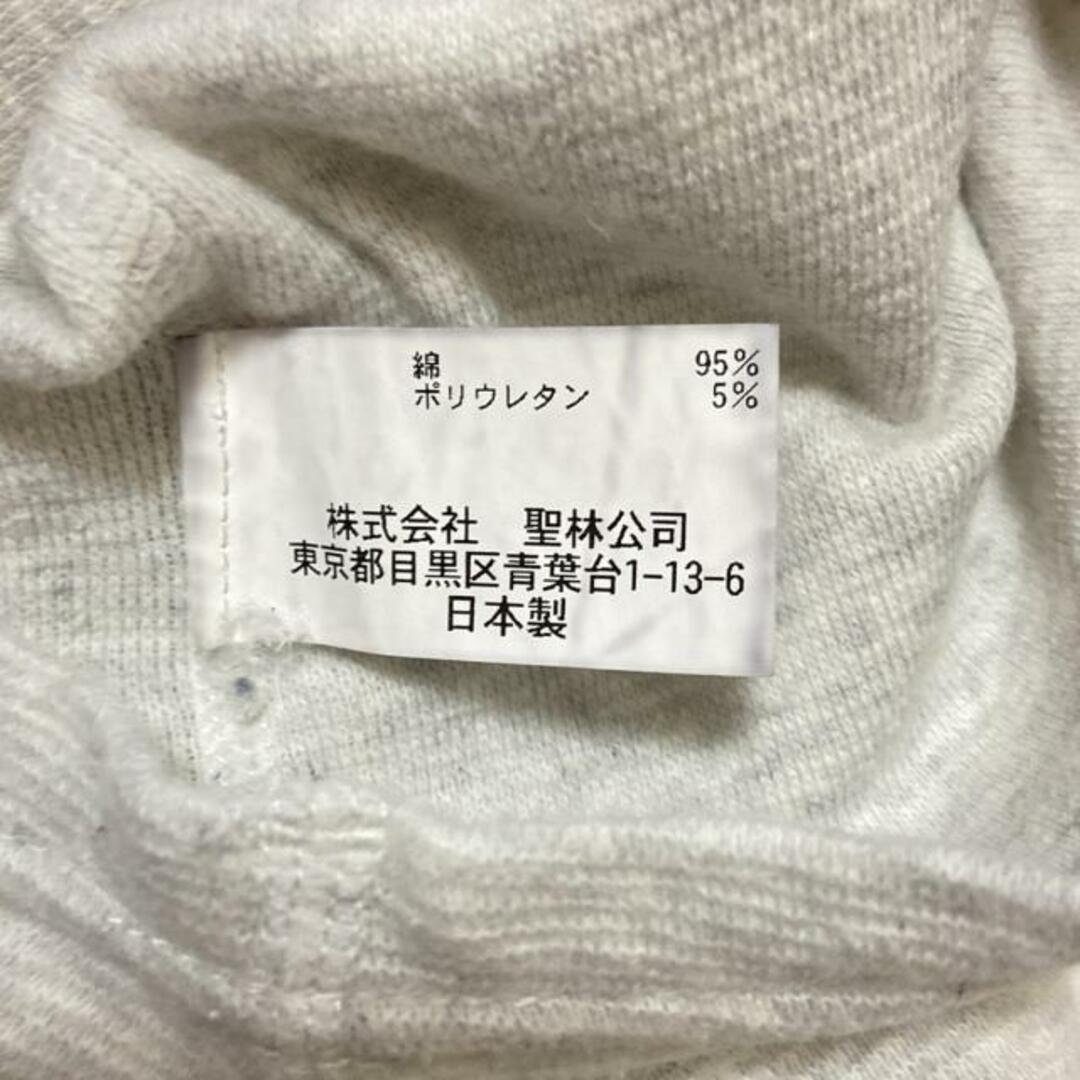 綿 95%
ポリウレタン 5%
株式会社 聖林公司
東京都目黒区青葉台1-13-6
日本製